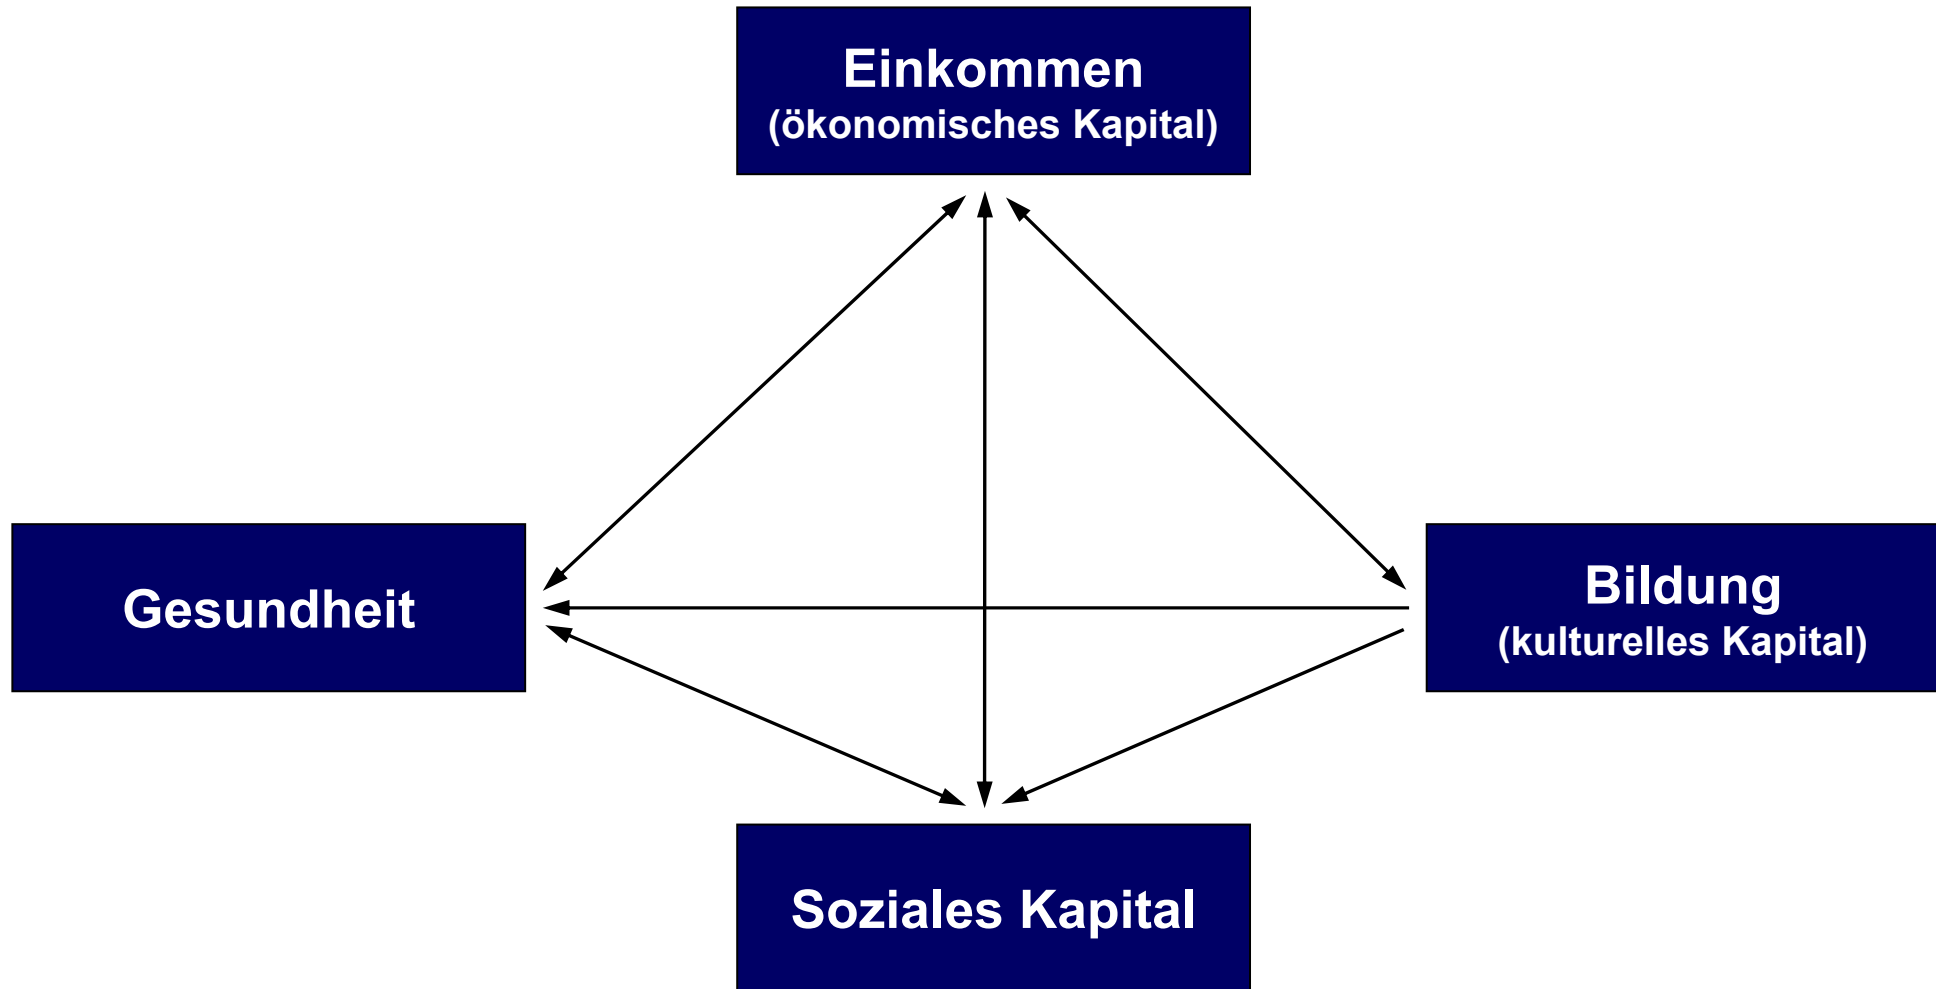 Einkommen
(ökonomisches Kapital)
Gesundheit
Bildung
(kulturelles Kapital)
Soziales Kapital